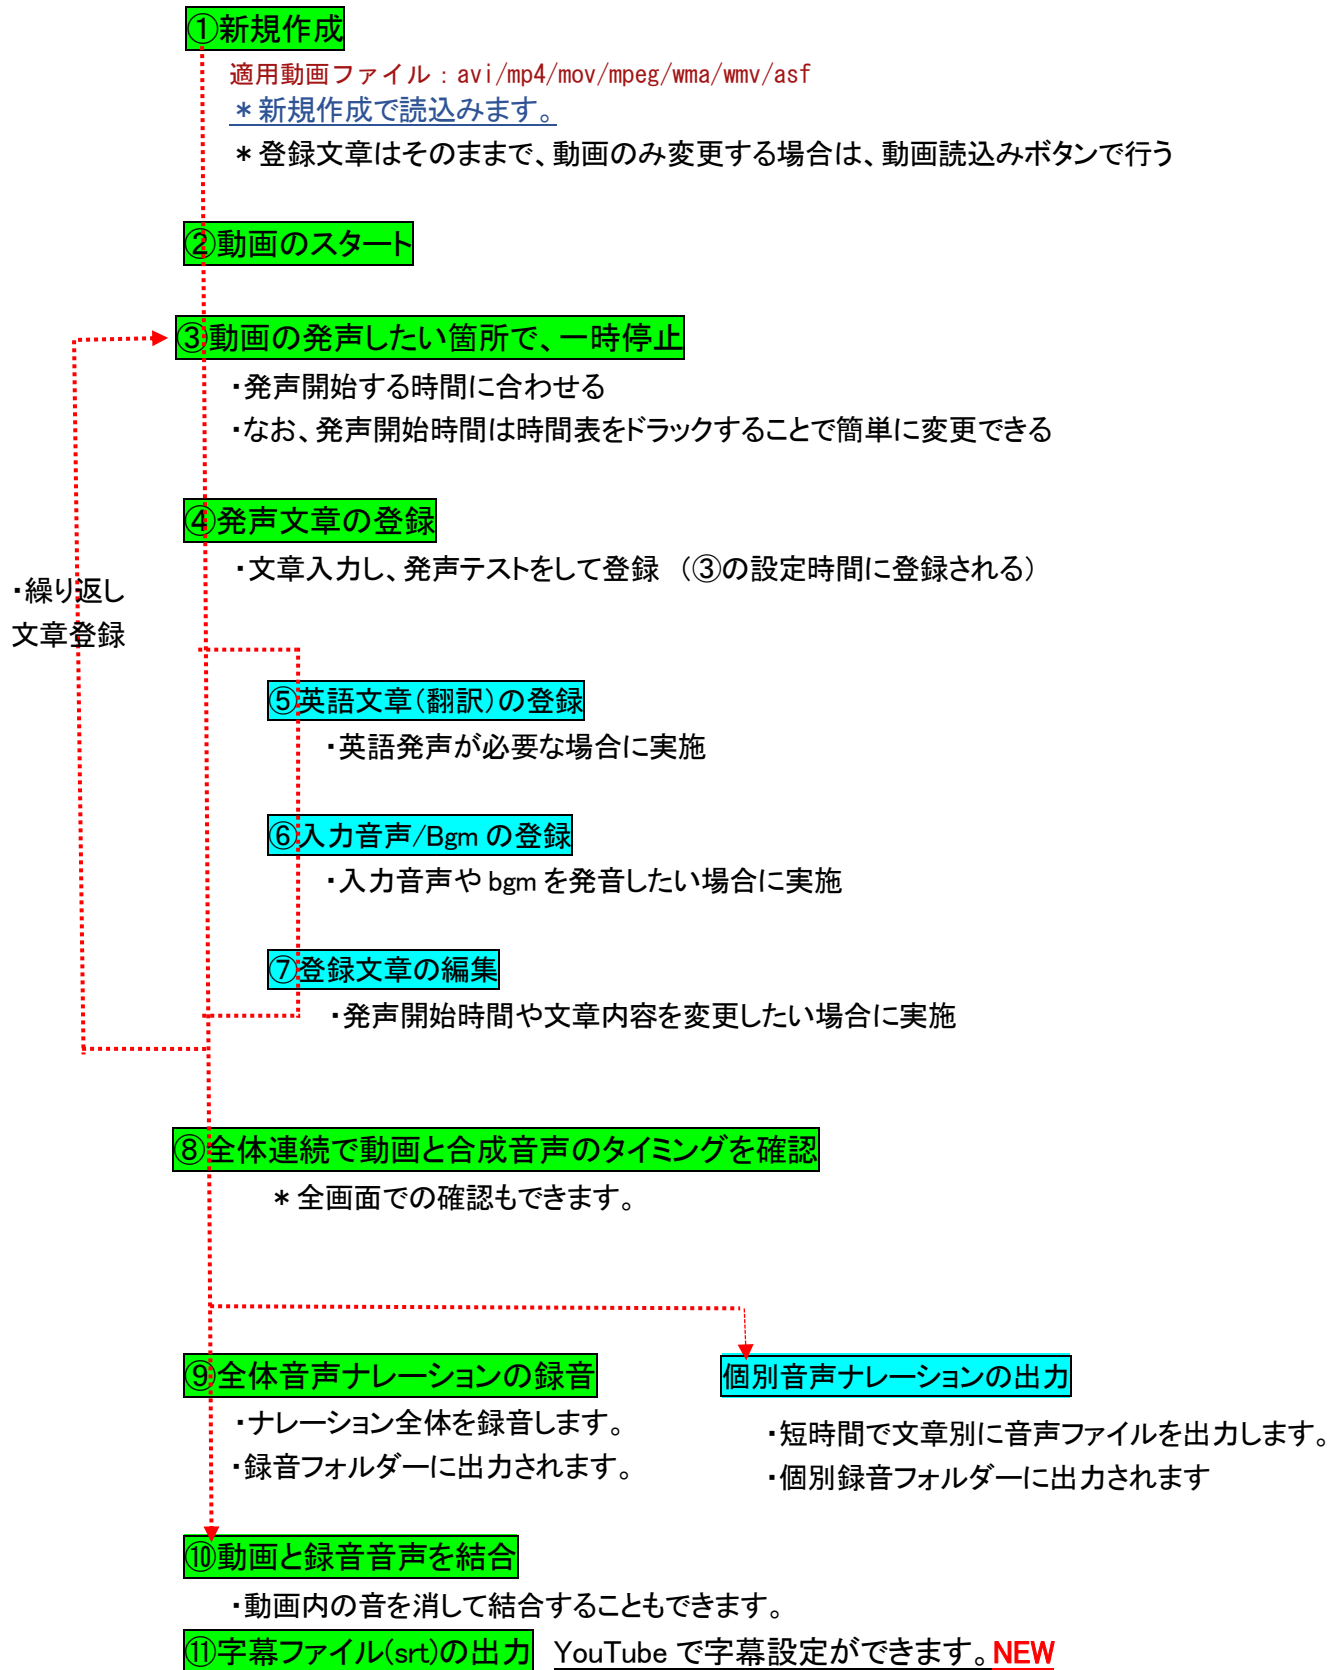 ①新規作成
適用動画ファイル：avi/mp4/mov/mpeg/wma/wmv/asf
＊新規作成で読込みます。
＊登録文章はそのままで、動画のみ変更する場合は、動画読込みボタンで行う
②動画のスタート
③動画の発声したい箇所で、一時停止
・発声開始する時間に合わせる
・なお、発声開始時間は時間表をドラックすることで簡単に変更できる
④発声文章の登録
・文章入力し、発声テストをして登録　（③の設定時間に登録される）
・繰り返し
文章登録
⑤英語文章（翻訳）の登録
・英語発声が必要な場合に実施
⑥入力音声/Bgm の登録
・入力音声や bgm を発音したい場合に実施
⑦登録文章の編集
・発声開始時間や文章内容を変更したい場合に実施
⑧全体連続で動画と合成音声のタイミングを確認
＊全画面での確認もできます。
⑨全体音声ナレーションの録音
・ナレーション全体を録音します。
・録音フォルダーに出力されます。
個別音声ナレーションの出力
・短時間で文章別に音声ファイルを出力します。
・個別録音フォルダーに出力されます
⑩動画と録音音声を結合
・動画内の音を消して結合することもできます。
⑪字幕ファイル(srt)の出力　YouTube で字幕設定ができます。NEW